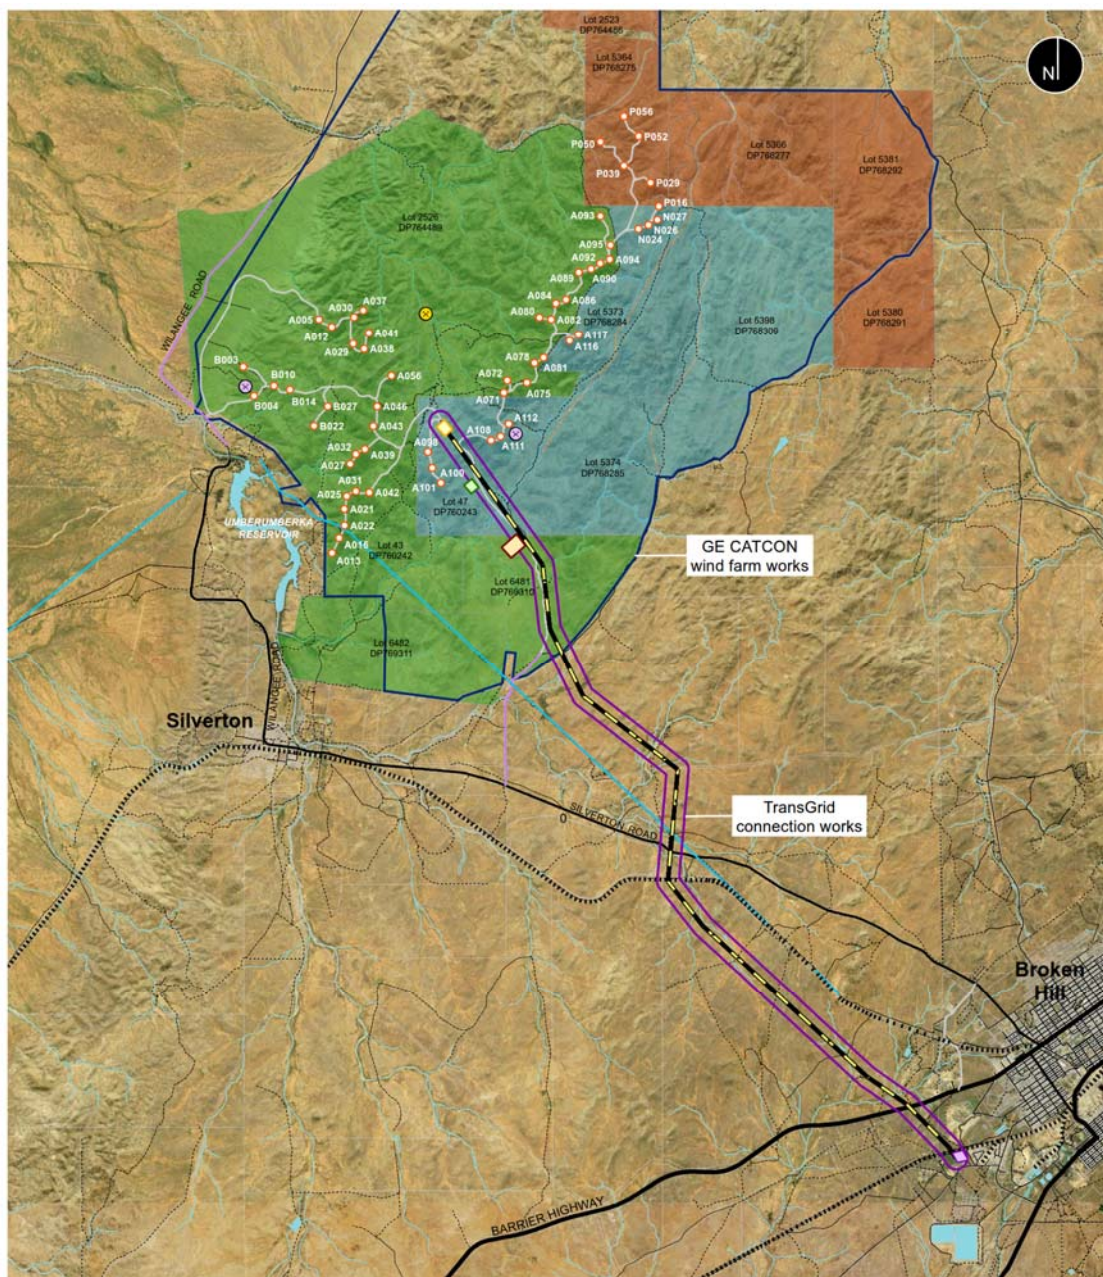 Lot 2523
DP764486
Lot 5364
DP768275
N
P056
P052
P050
Lot 5366
DP768277
Lot 5381
DP768292
P039
P029
P016
Lot 2526
DP764489
A093
N027
N026
N024
A095
A094
A092
A090
A089
WILANGEE ROAD
A037
A030
A005
A012
A041
A029
A038
A084
A086
A080
A082
Lot 5373
DP768284
Lot 5398
DP768309
Lot 5380
DP768291
A117
A116
B003
A078
A081
A056
A072
A075
A071
B010
B014
B004
B027
B022
A046
A043
A112
A108
A111
A098
A032
A039
A027
A100
A101
Lot 5374
DP768285
A031
A025
A042
A021
A022
A016
A013
Lot 47
DP760243
UMBERUMBERKA
RESERVOIR
Lot 43
DP760242
GE CATCON
wind farm works
Lot 6481
DP769310
Lot 6482
DP769311
WILANGEE ROAD
Silverton
SILVERTON ROAD
0
TransGrid
connection works
Broken
Hill
BARRIER HIGHWAY